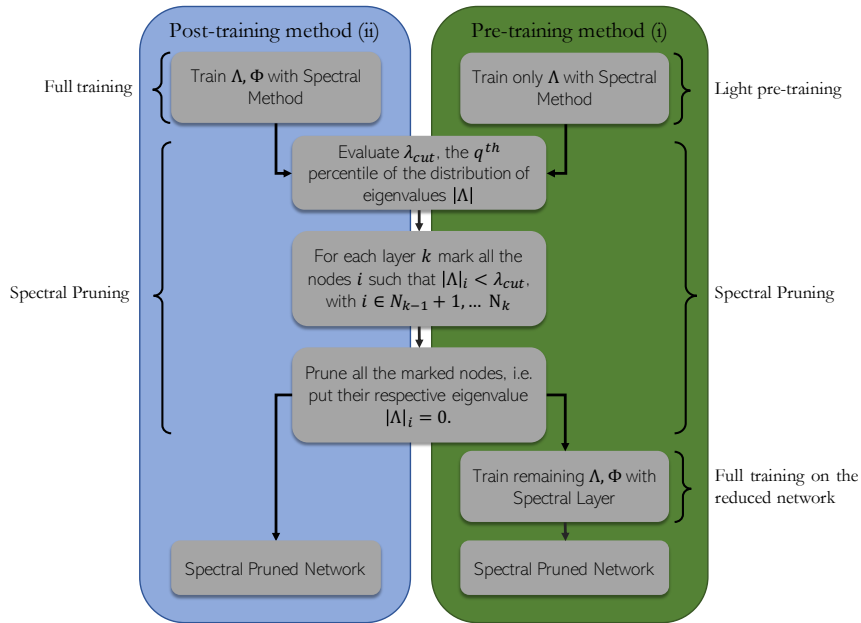 Post-training method (ii)
Pre-training method (i)
Full training
Train Λ, Φ with Spectral
Method
Train only Λ with Spectral
Method
Light pre-training
Evaluate λ_cut, the q^th
percentile of the distribution of
eigenvalues |Λ|
For each layer k mark all the
nodes i such that |Λ|_i < λ_cut,
with i ∈ N_{k−1} + 1, … N_k
Spectral Pruning
Spectral Pruning
Prune all the marked nodes, i.e.
put their respective eigenvalue
|Λ|_i = 0.
Train remaining Λ, Φ with
Spectral Layer
Full training on the
reduced network
Spectral Pruned Network
Spectral Pruned Network